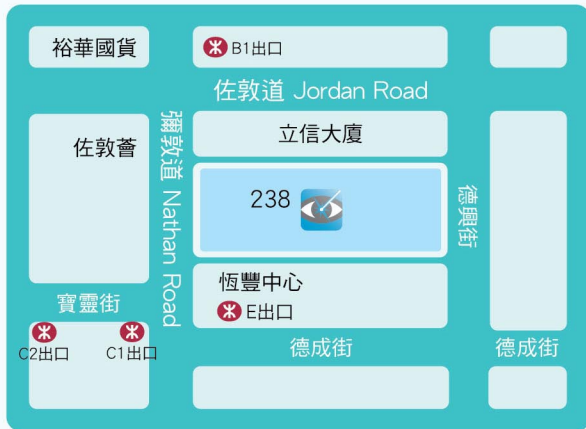 裕華國貨
B1出口
佐敦道 Jordan Road
立信大廈
佐敦薈
彌敦道 Nathan Road
238
德興街
恆豐中心
E出口
寶靈街
C2出口
C1出口
德成街
德成街